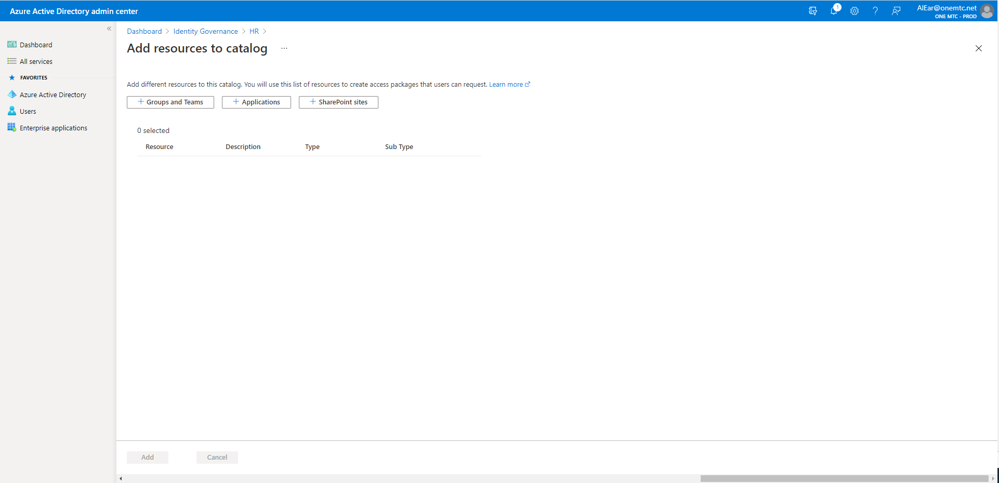 Azure Active Directory admin center
1
AlEar@onemtc.net
ONE MTC - PROD
«
Dashboard
All services
FAVORITES
Azure Active Directory
Users
Enterprise applications
Dashboard > Identity Governance > HR >
Add resources to catalog ...
Add different resources to this catalog. You will use this list of resources to create access packages that users can request. Learn more
+ Groups and Teams + Applications + SharePoint sites
0 selected
Resource Description Type Sub Type
Add Cancel